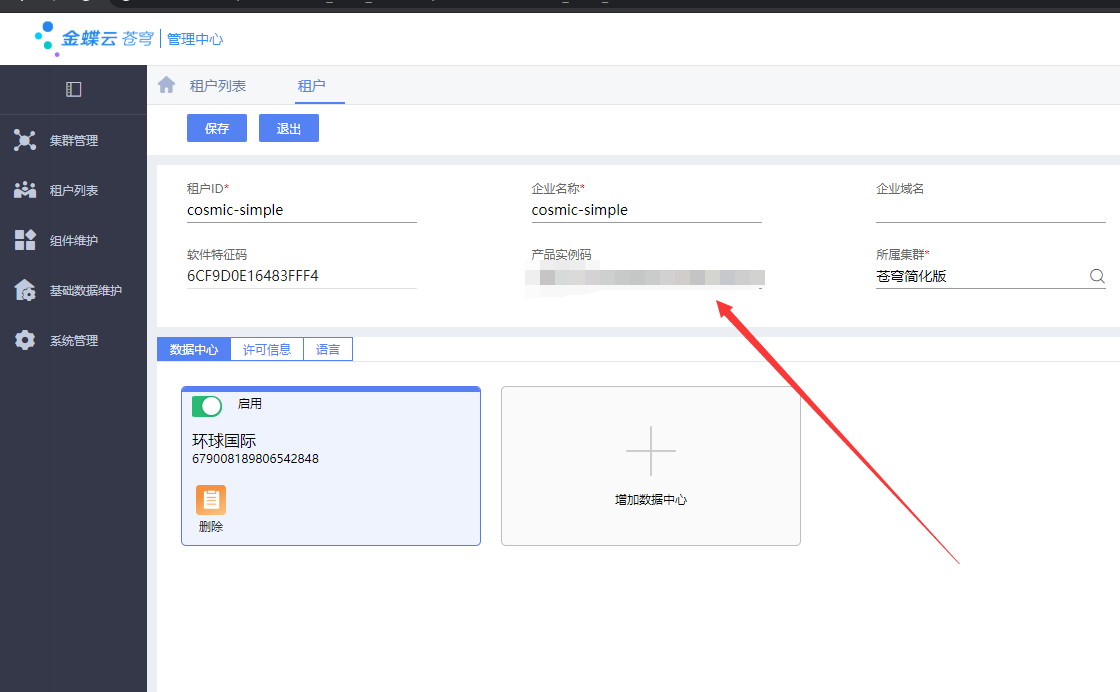 金蝶云 苍穹 管理中心
租户列表 租户
保存 退出
集群管理
租户列表
组件维护
基础数据维护
系统管理
租户ID* 企业名称* 企业域名
cosmic-simple cosmic-simple
软件特征码 产品实例码 所属集群*
6CF9D0E16483FFF4 苍穹简化版
数据中心 许可信息 语言
启用
环球国际
679008189806542848
删除
增加数据中心